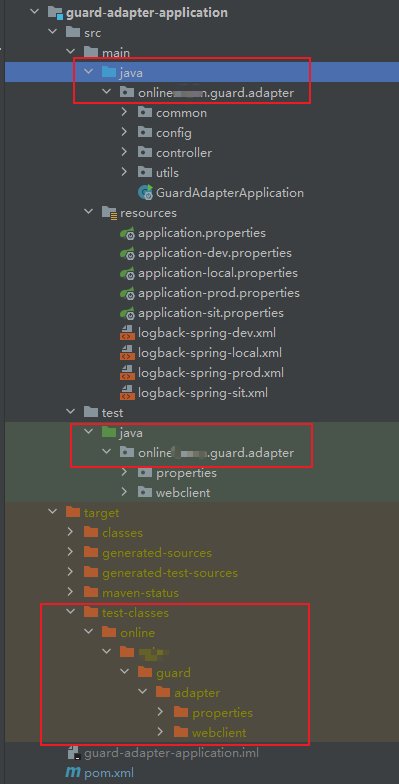 guard-adapter-application
src
main
java
online .guard.adapter
common
config
controller
utils
GuardAdapterApplication
resources
application.properties
application-dev.properties
application-local.properties
application-prod.properties
application-sit.properties
logback-spring-dev.xml
logback-spring-local.xml
logback-spring-prod.xml
logback-spring-sit.xml
test
java
online .guard.adapter
properties
webclient
target
classes
generated-sources
generated-test-sources
maven-status
test-classes
online
guard
adapter
properties
webclient
guard-adapter-application.iml
pom.xml